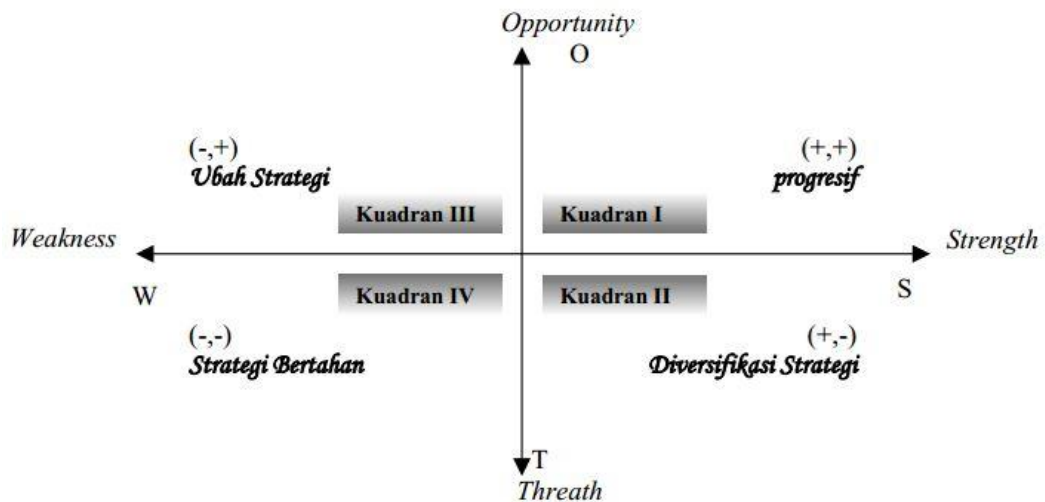 Opportunity
O
(-,+)
Ubah Strategi
(+,+)
progresif
Kuadran III
Kuadran I
Weakness
Strength
W
S
Kuadran IV
Kuadran II
(-,-)
Strategi Bertahan
(+,-)
Diversifikasi Strategi
T
Threath